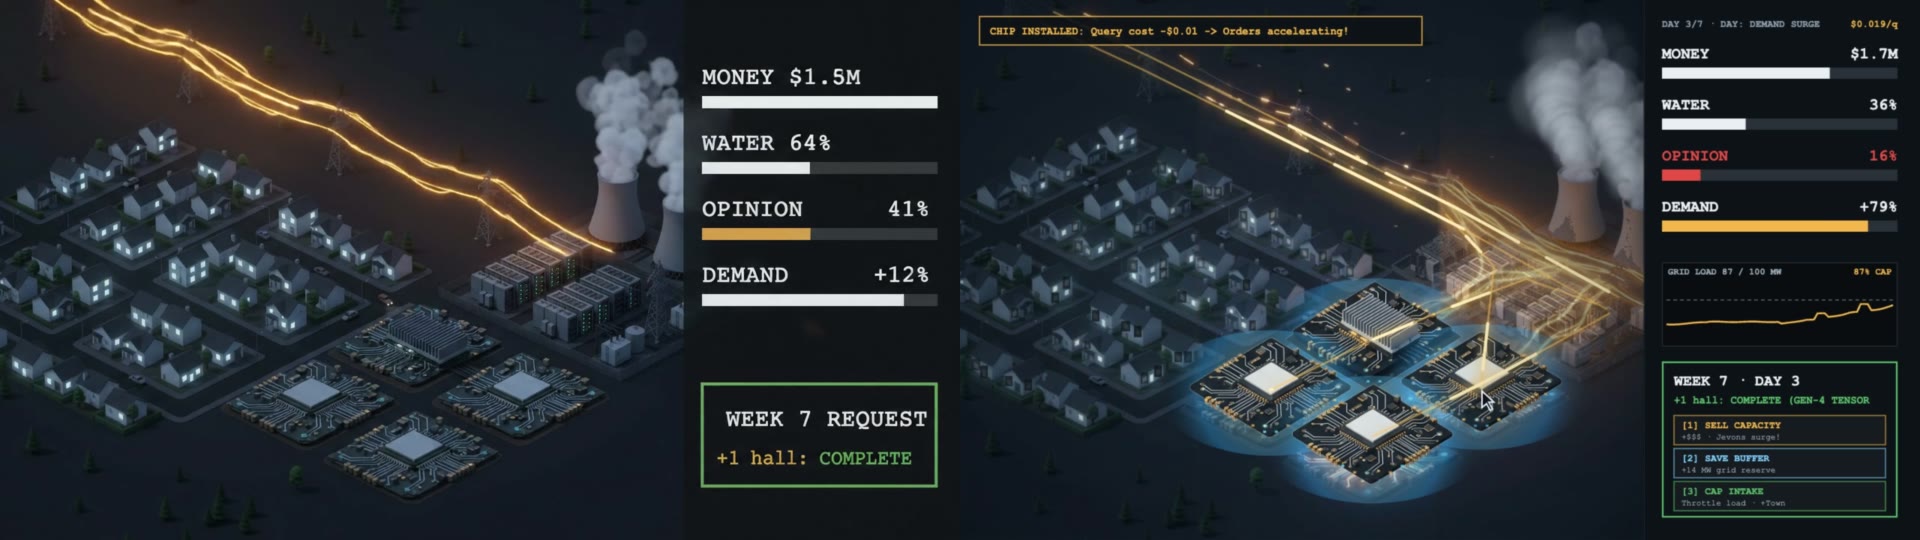 MONEY $1.5M
WATER 64%
OPINION 41%
DEMAND +12%
WEEK 7 REQUEST
+1 hall: COMPLETE
CHIP INSTALLED: Query cost -$0.01 -> Orders accelerating!
DAY 3/7 · DAY: DEMAND SURGE $0.019/q
MONEY $1.7M
WATER 36%
OPINION 16%
DEMAND +79%
GRID LOAD 87 / 100 MW 87% CAP
WEEK 7 · DAY 3
+1 hall: COMPLETE (GEN-4 TENSOR
[1] SELL CAPACITY
+$$$ · Jevons surge!
[2] SAVE BUFFER
+14 MW grid reserve
[3] CAP INTAKE
Throttle load · +Town